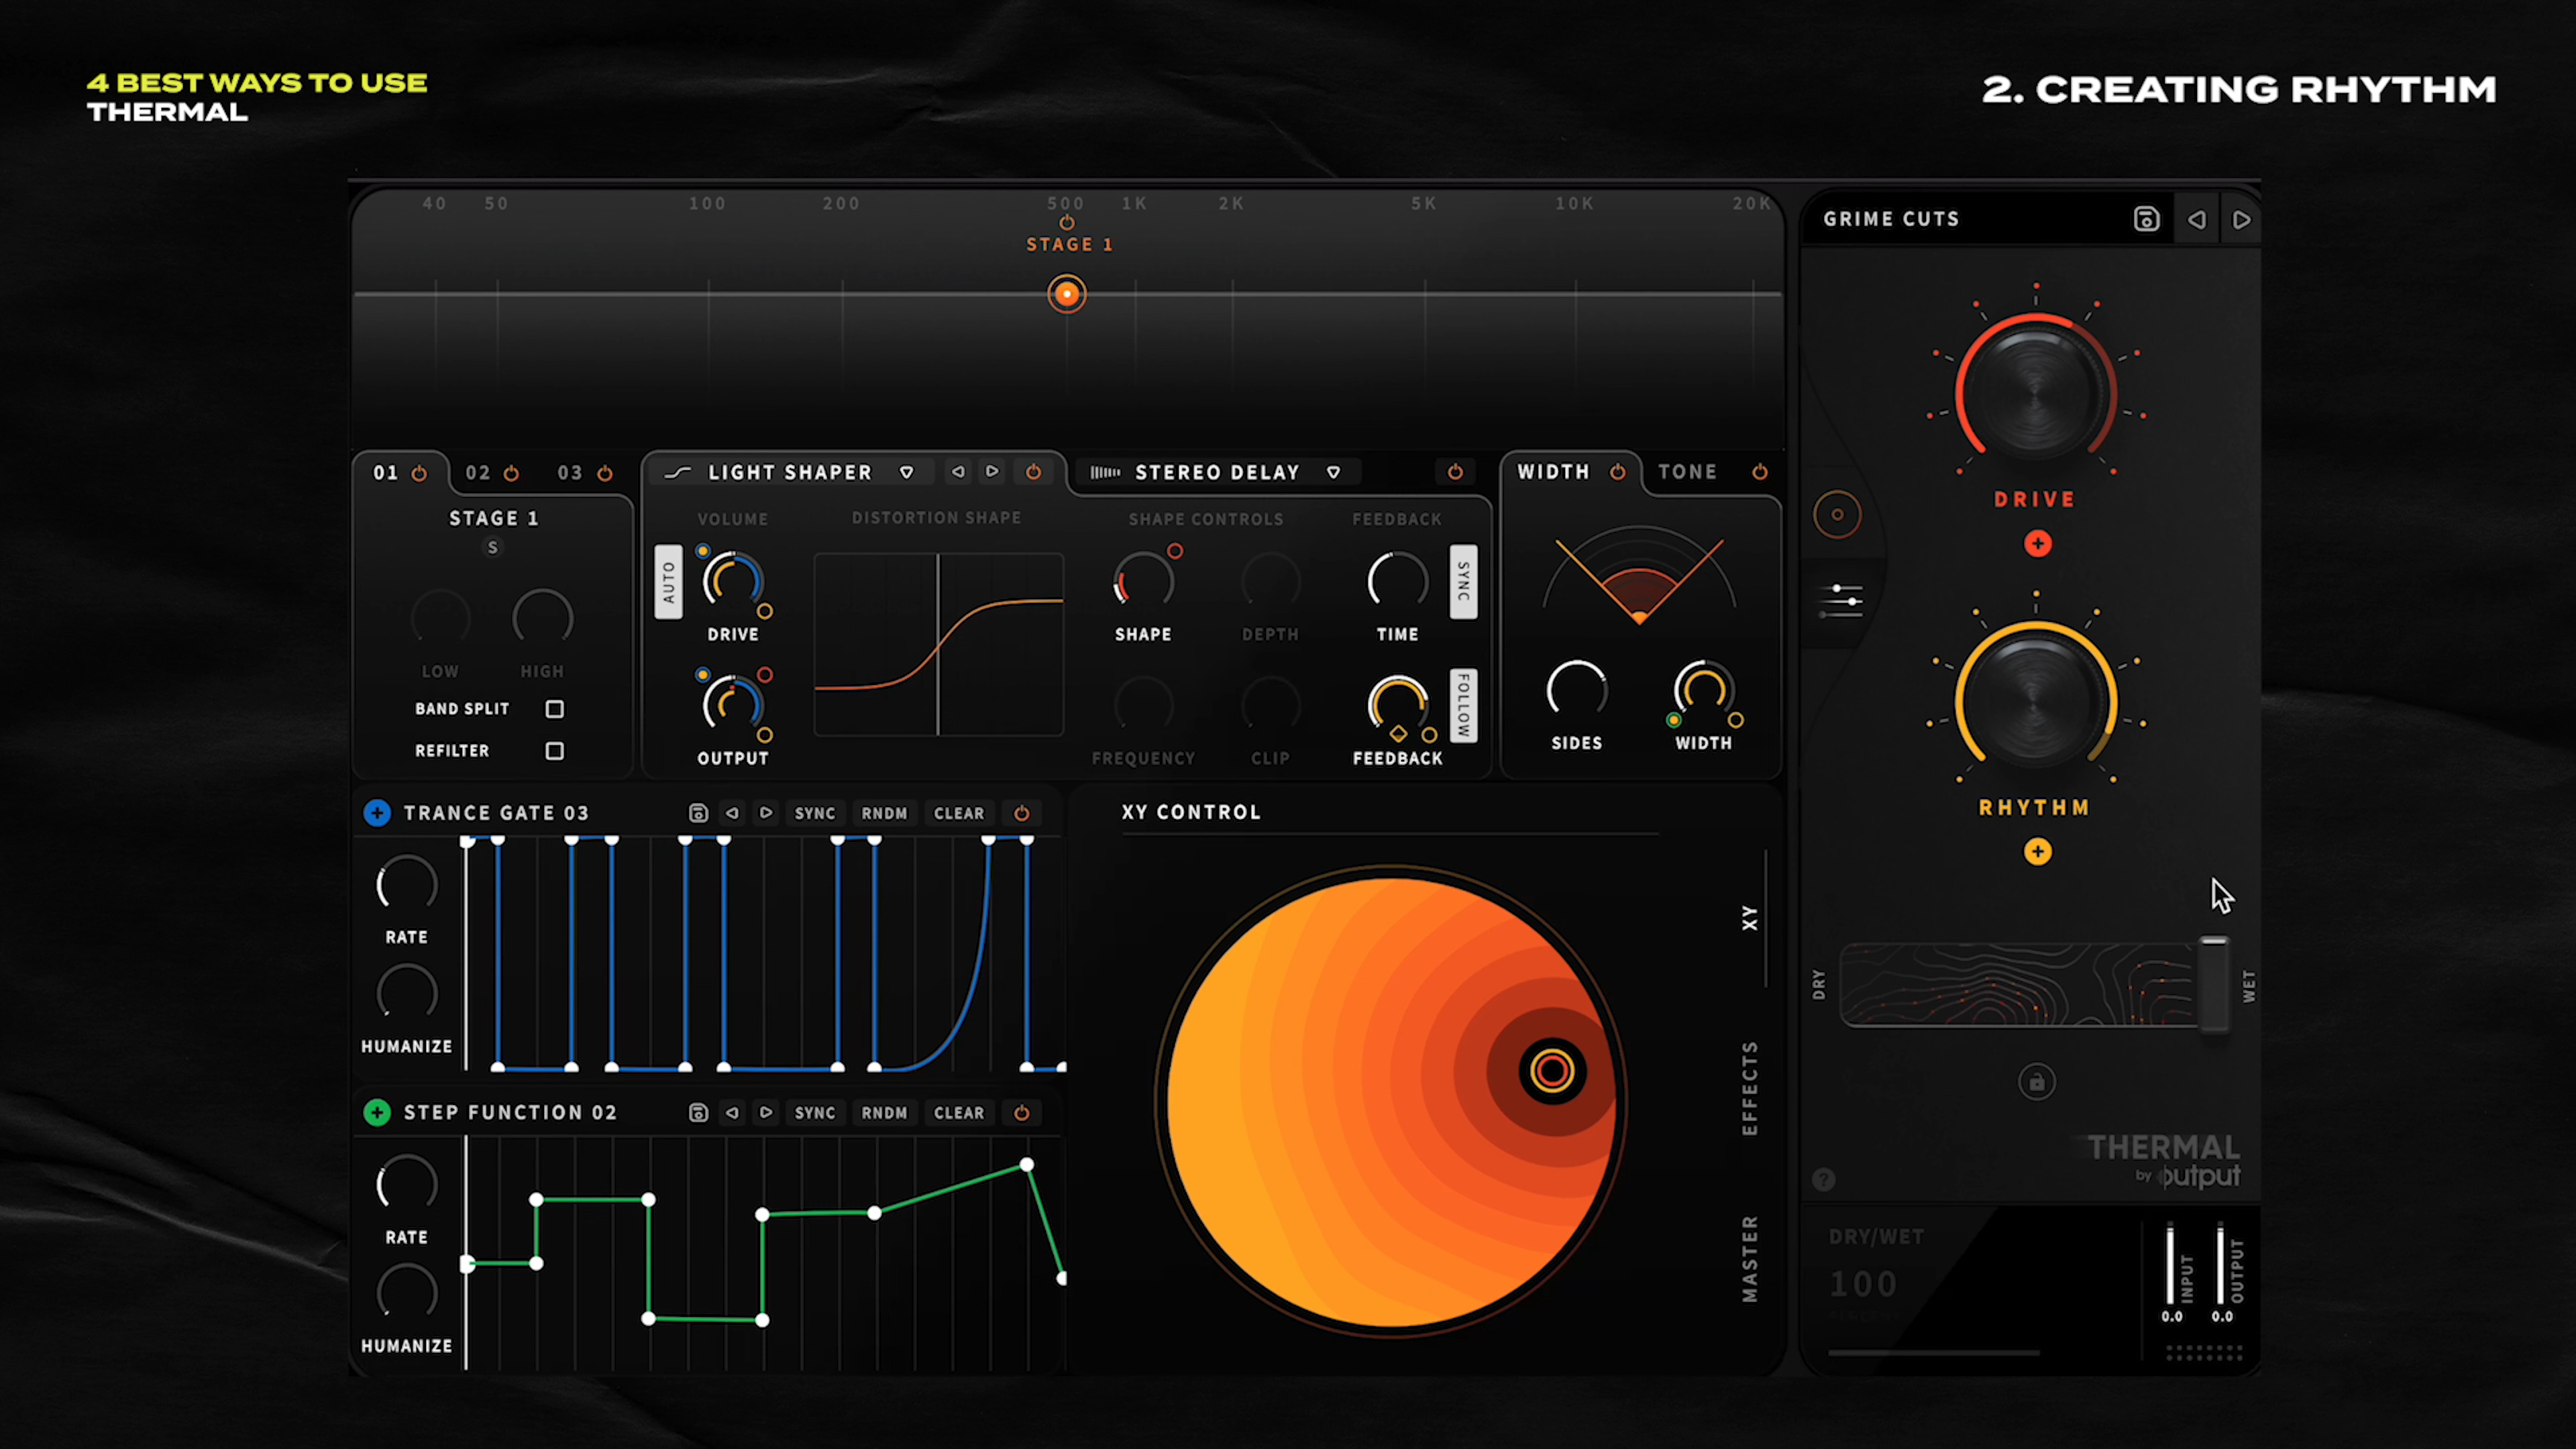 4 BEST WAYS TO USE
THERMAL
2. CREATING RHYTHM
40 50 100 200 500 1K 2K 5K 10K 20K
STAGE 1
GRIME CUTS
DRIVE
RHYTHM
DRY
WET
THERMAL
by output
?
DRY/WET
100
INPUT
OUTPUT
0.0 0.0
01 02 03
STAGE 1
S
LOW HIGH
BAND SPLIT
REFILTER
LIGHT SHAPER
VOLUME
DISTORTION SHAPE
AUTO
DRIVE
OUTPUT
STEREO DELAY
SHAPE CONTROLS
FEEDBACK
SHAPE DEPTH TIME
SYNC
FREQUENCY CLIP FEEDBACK
FOLLOW
WIDTH TONE
SIDES WIDTH
TRANCE GATE 03
SYNC RNDM CLEAR
RATE
HUMANIZE
STEP FUNCTION 02
SYNC RNDM CLEAR
RATE
HUMANIZE
XY CONTROL
XY
EFFECTS
MASTER